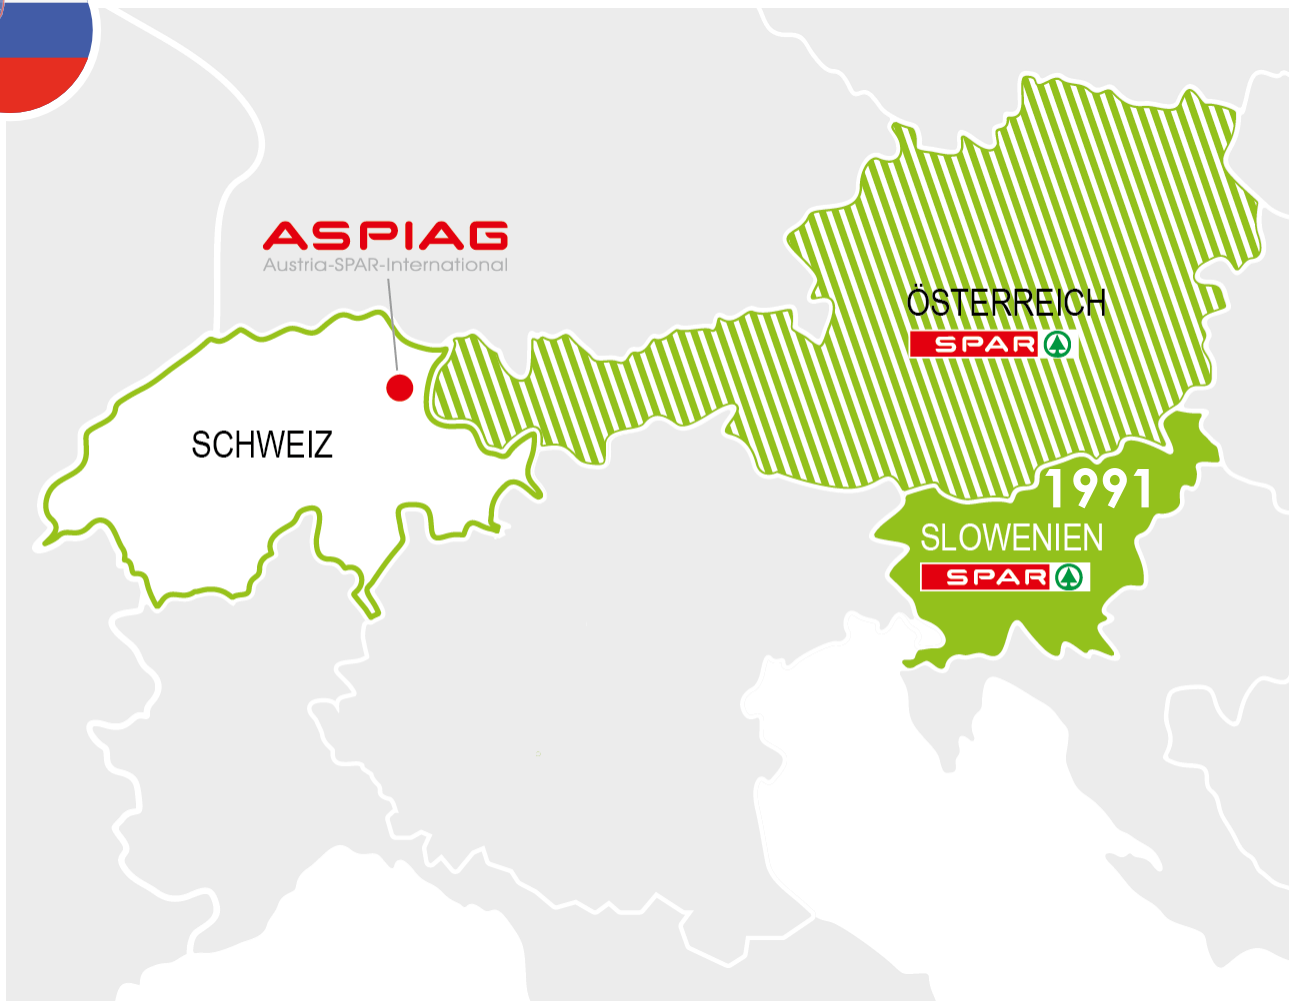 ASPIAG
Austria-SPAR-International
ÖSTERREICH
SPAR
SCHWEIZ
1991
SLOWENIEN
SPAR